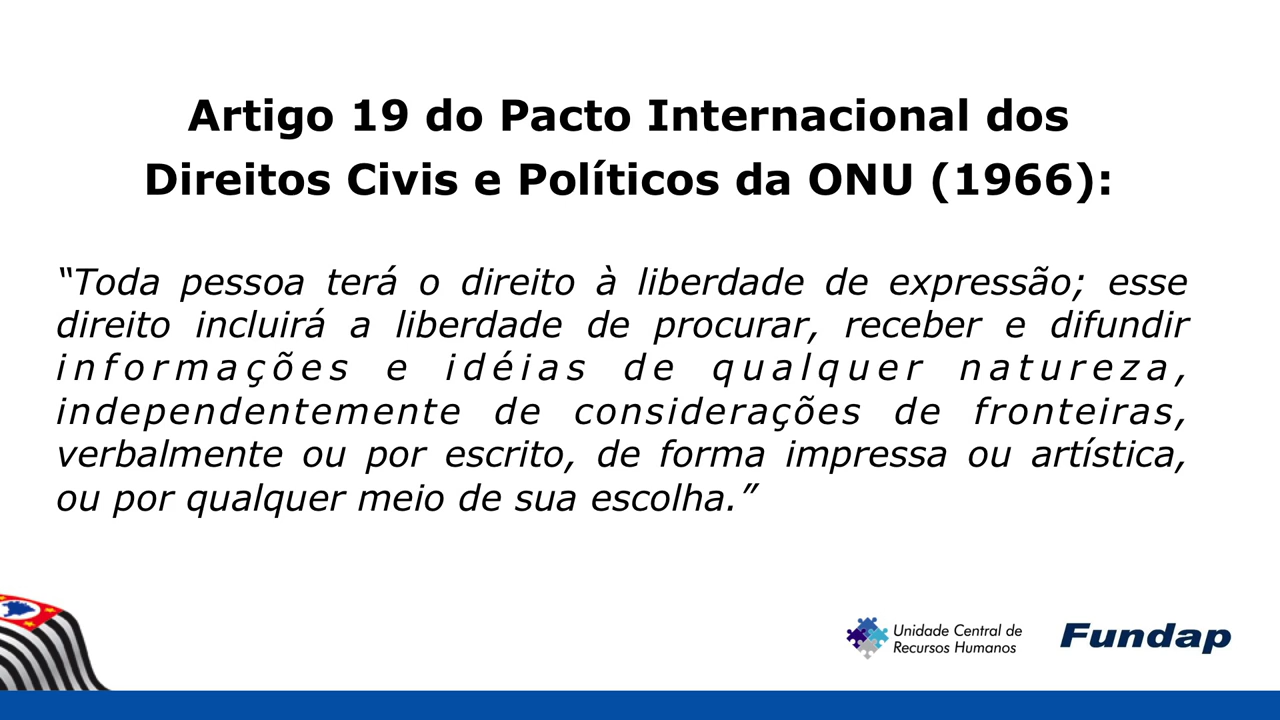 Artigo 19 do Pacto Internacional dos
Direitos Civis e Políticos da ONU (1966):
“Toda pessoa terá o direito à liberdade de expressão; esse
direito incluirá a liberdade de procurar, receber e difundir
informações e idéias de qualquer natureza,
independentemente de considerações de fronteiras,
verbalmente ou por escrito, de forma impressa ou artística,
ou por qualquer meio de sua escolha.”
Unidade Central de
Recursos Humanos
Fundap